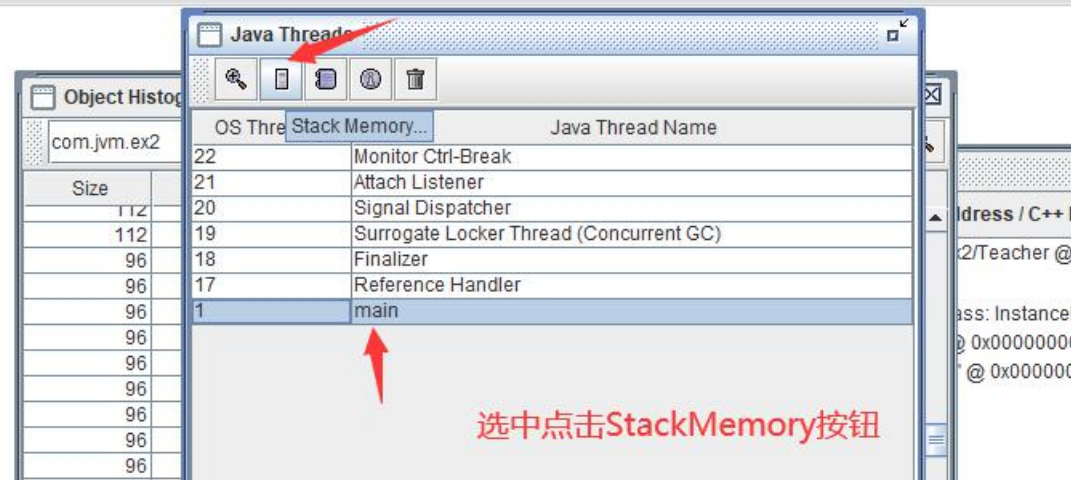 Java Threads
Object Histog
com.jvm.ex2
Size
112
112
96
96
96
96
96
96
96
96
96
OS Thre
Stack Memory...
Java Thread Name
22 Monitor Ctrl-Break
21 Attach Listener
20 Signal Dispatcher
19 Surrogate Locker Thread (Concurrent GC)
18 Finalizer
17 Reference Handler
1 main
选中点击StackMemory按钮
ldress / C++
x2/Teacher @
ass: Instance
@ 0x0000000
" @ 0x000000